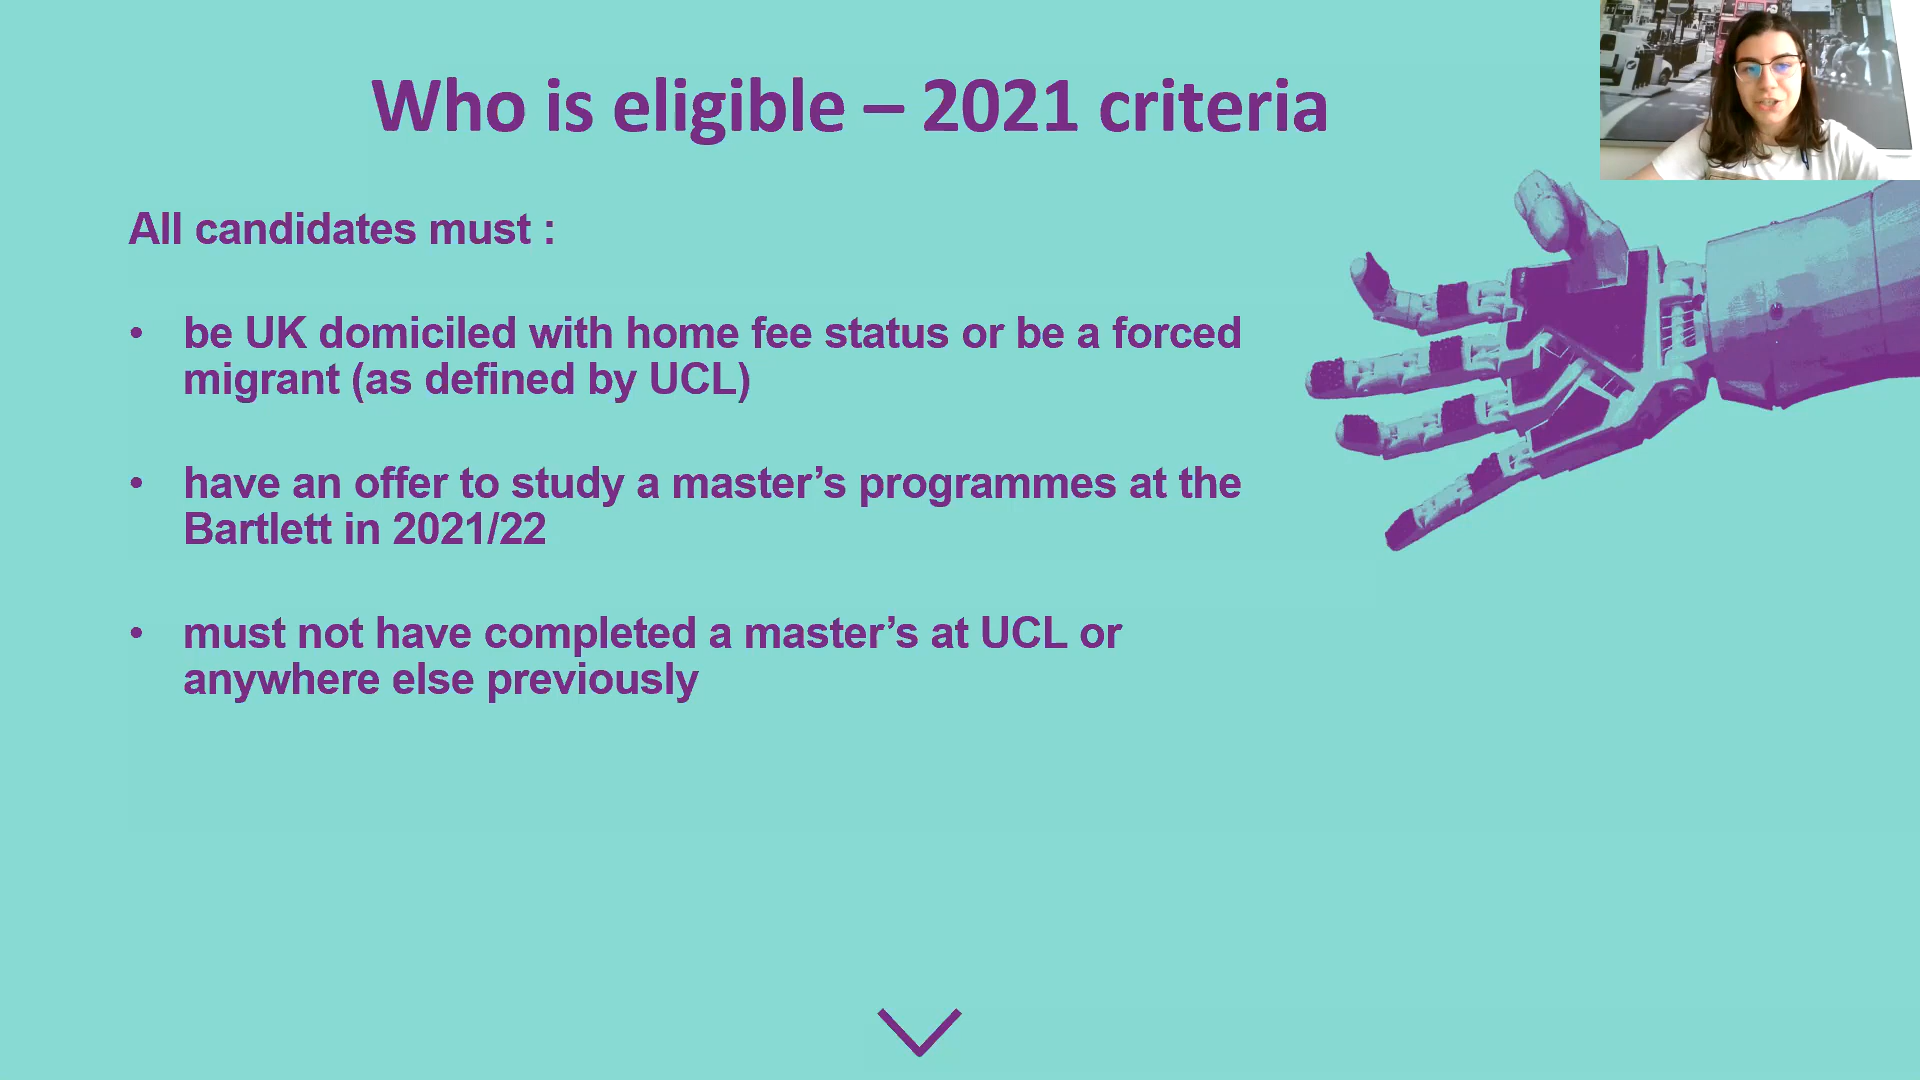 Who is eligible – 2021 criteria
All candidates must :
• be UK domiciled with home fee status or be a forced
migrant (as defined by UCL)
• have an offer to study a master’s programmes at the
Bartlett in 2021/22
• must not have completed a master’s at UCL or
anywhere else previously